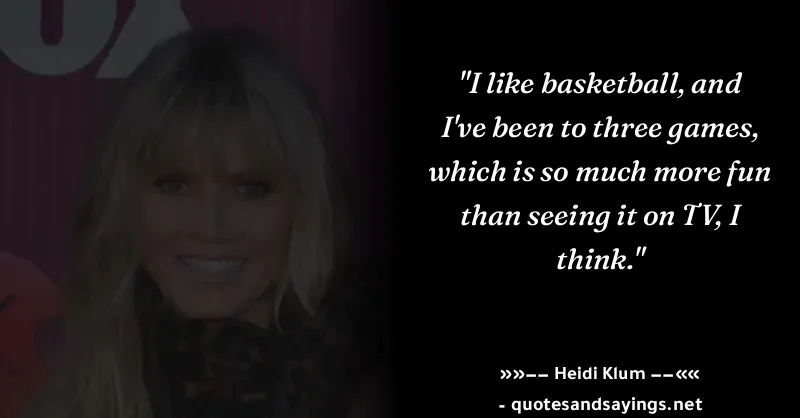 OX
"I like basketball, and
I've been to three games,
which is so much more fun
than seeing it on TV, I
think."
»»−− Heidi Klum −−««
- quotesandsayings.net